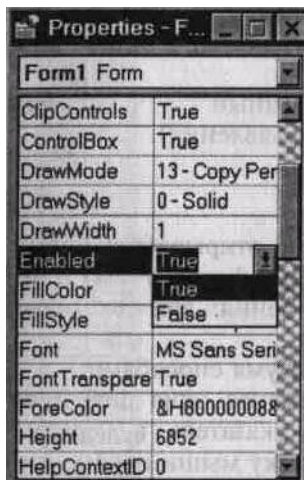 Properties - F...
Form1 Form
ClipControls True
ControlBox True
DrawMode 13 - Copy Per
DrawStyle 0 - Solid
DrawWidth 1
Enabled True
FillColor True
FillStyle False
Font MS Sans Seri
FontTranspare True
ForeColor &H80000008&
Height 6852
HelpContextID 0